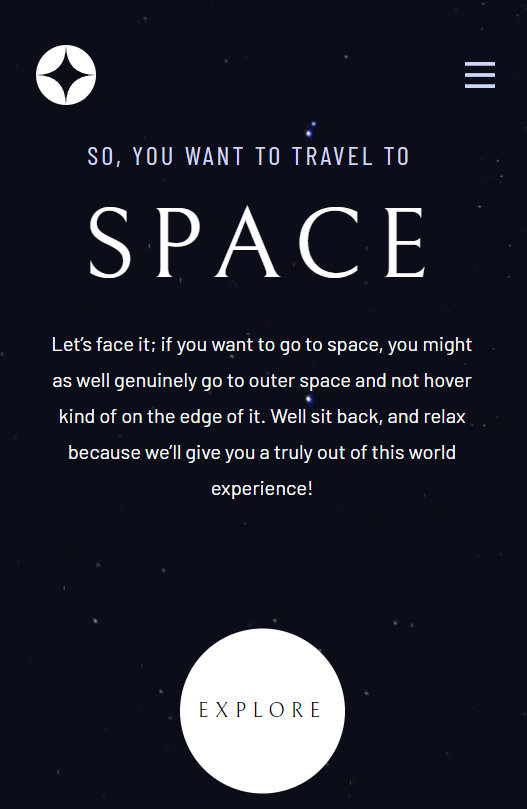 SO, YOU WANT TO TRAVEL TO
SPACE
Let’s face it; if you want to go to space, you might
as well genuinely go to outer space and not hover
kind of on the edge of it. Well sit back, and relax
because we’ll give you a truly out of this world
experience!
EXPLORE